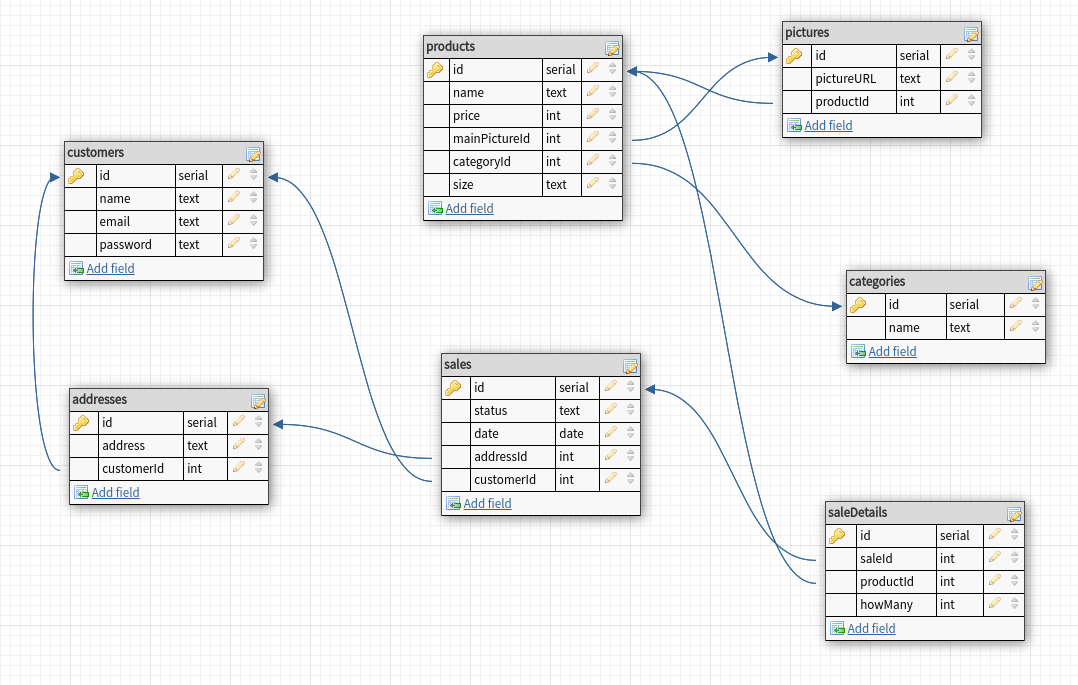 products
id serial
name text
price int
mainPictureId int
categoryId int
size text
Add field
pictures
id serial
pictureURL text
productId int
Add field
customers
id serial
name text
email text
password text
Add field
categories
id serial
name text
Add field
addresses
id serial
address text
customerId int
Add field
sales
id serial
status text
date date
addressId int
customerId int
Add field
saleDetails
id serial
saleId int
productId int
howMany int
Add field